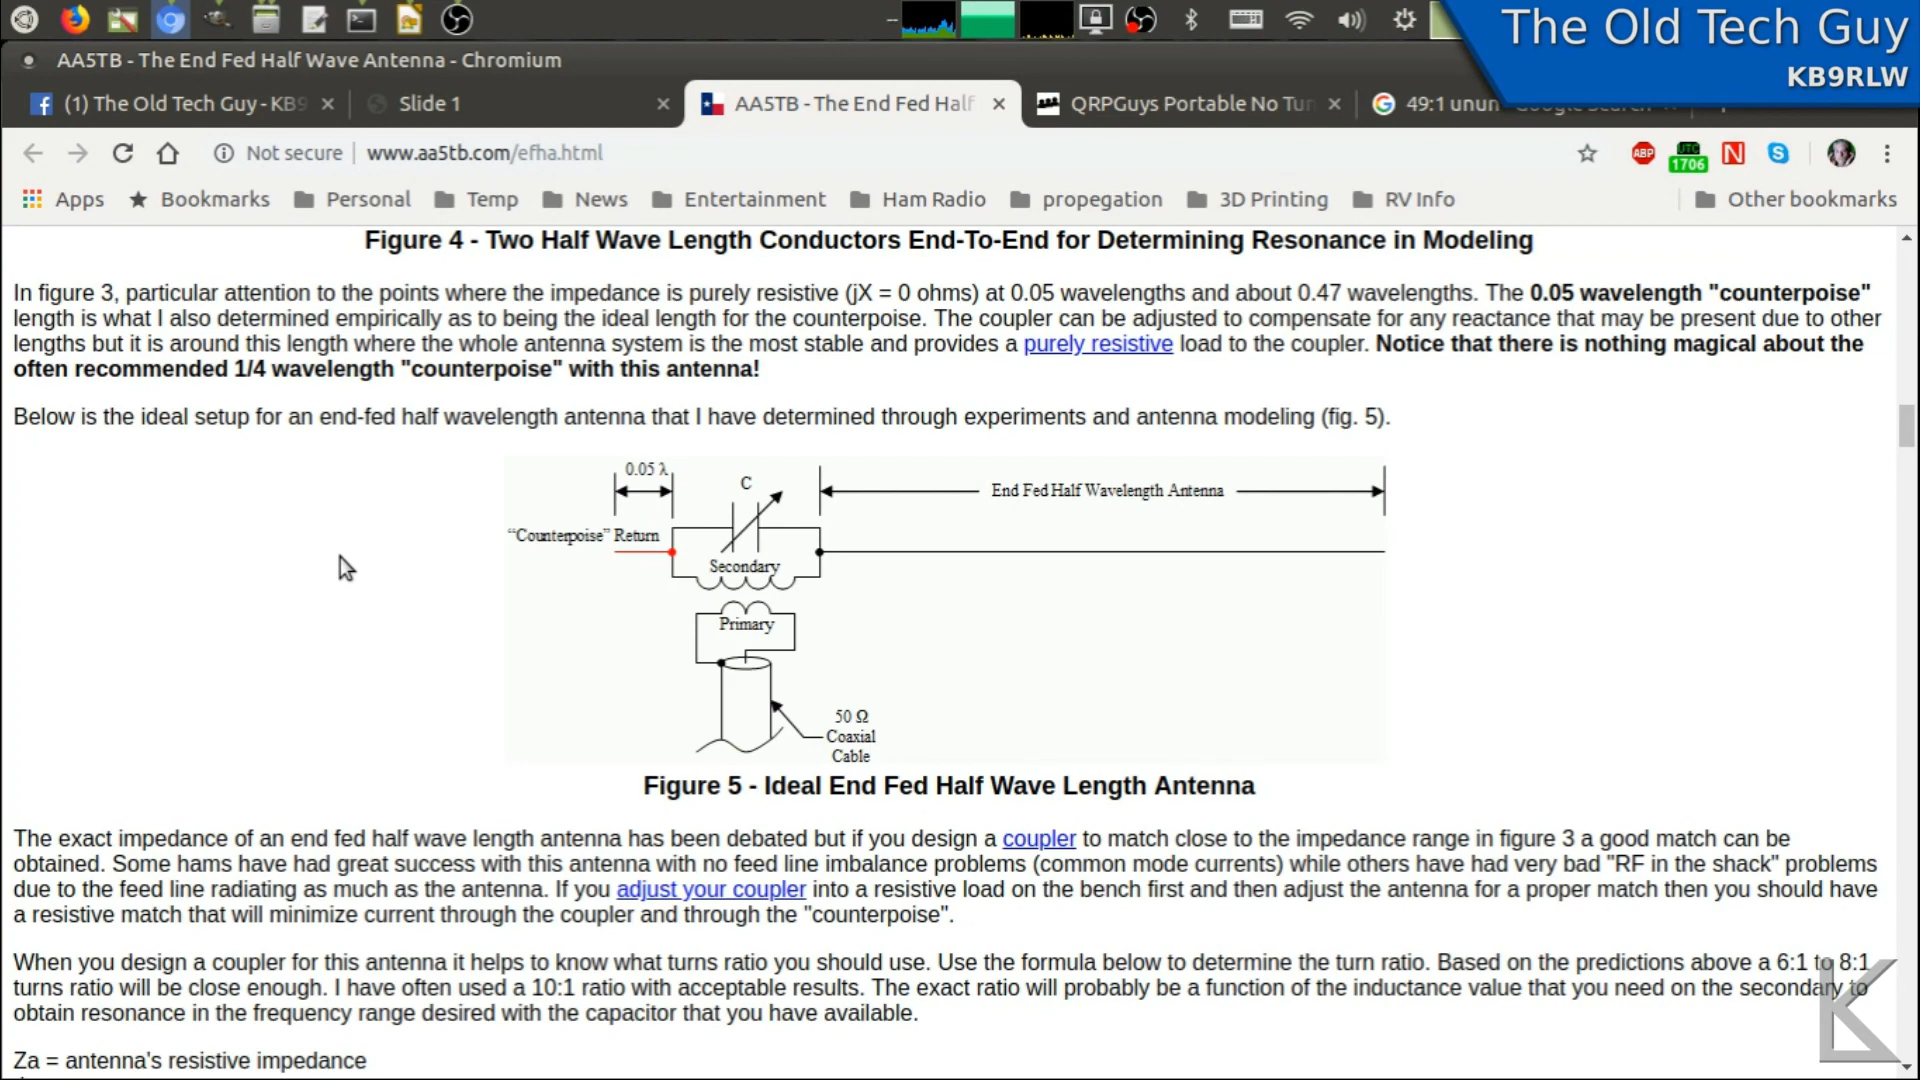 The Old Tech Guy
KB9RLW
AA5TB - The End Fed Half Wave Antenna - Chromium
(1) The Old Tech Guy - KB9
Slide 1
AA5TB - The End Fed Half
QRPGuys Portable No Tun
49:1 unun - Google Search
Not secure
www.aa5tb.com/efha.html
ABP
UTC
1706
N
S
Apps
Bookmarks
Personal
Temp
News
Entertainment
Ham Radio
propegation
3D Printing
RV Info
Other bookmarks
Figure 4 - Two Half Wave Length Conductors End-To-End for Determining Resonance in Modeling
In figure 3, particular attention to the points where the impedance is purely resistive (jX = 0 ohms) at 0.05 wavelengths and about 0.47 wavelengths. The 0.05 wavelength "counterpoise"
length is what I also determined empirically as to being the ideal length for the counterpoise. The coupler can be adjusted to compensate for any reactance that may be present due to other
lengths but it is around this length where the whole antenna system is the most stable and provides a purely resistive load to the coupler. Notice that there is nothing magical about the
often recommended 1/4 wavelength "counterpoise" with this antenna!
Below is the ideal setup for an end-fed half wavelength antenna that I have determined through experiments and antenna modeling (fig. 5).
0.05 λ
C
End Fed Half Wavelength Antenna
“Counterpoise” Return
Secondary
Primary
50 Ω
Coaxial
Cable
Figure 5 - Ideal End Fed Half Wave Length Antenna
The exact impedance of an end fed half wave length antenna has been debated but if you design a coupler to match close to the impedance range in figure 3 a good match can be
obtained. Some hams have had great success with this antenna with no feed line imbalance problems (common mode currents) while others have had very bad "RF in the shack" problems
due to the feed line radiating as much as the antenna. If you adjust your coupler into a resistive load on the bench first and then adjust the antenna for a proper match then you should have
a resistive match that will minimize current through the coupler and through the "counterpoise".
When you design a coupler for this antenna it helps to know what turns ratio you should use. Use the formula below to determine the turn ratio. Based on the predictions above a 6:1 to 8:1
turns ratio will be close enough. I have often used a 10:1 ratio with acceptable results. The exact ratio will probably be a function of the inductance value that you need on the secondary to
obtain resonance in the frequency range desired with the capacitor that you have available.
Za = antenna's resistive impedance